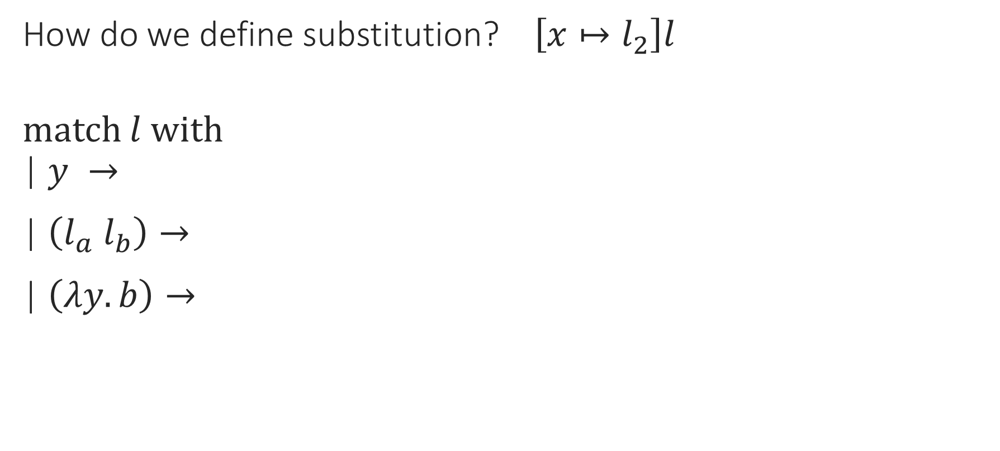 How do we define substitution? [x ↦ l₂]l
match l with
| y →
| (lₐ l_b) →
| (λy. b) →